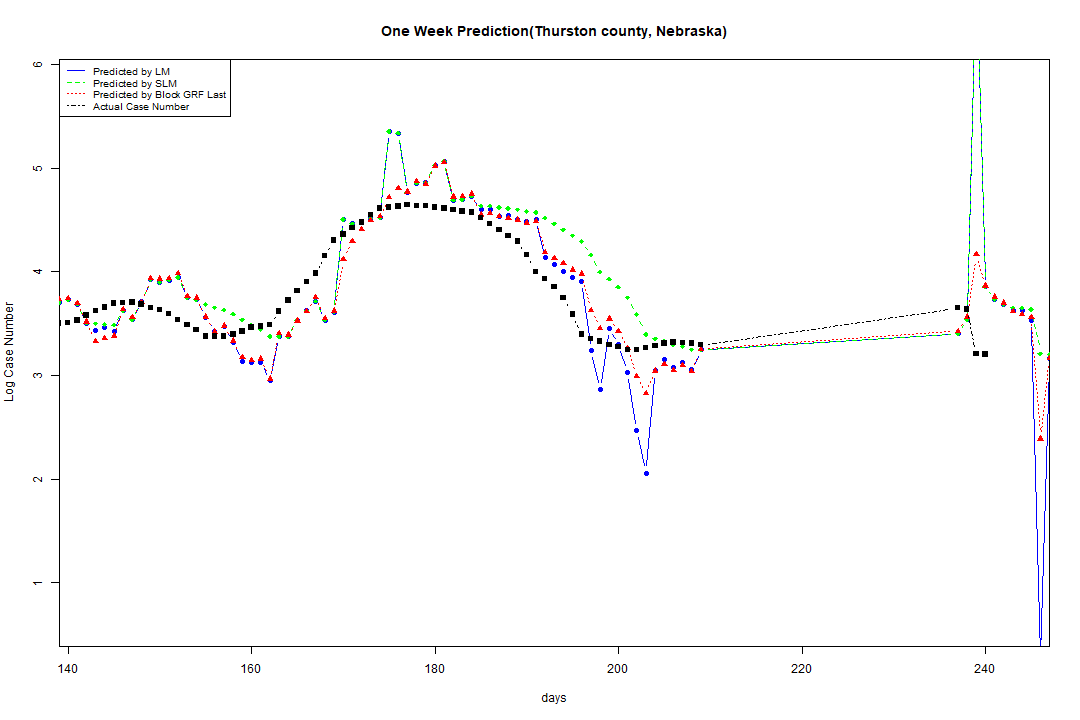 One Week Prediction(Thurston county, Nebraska)
Predicted by LM
Predicted by SLM
Predicted by Block GRF Last
Actual Case Number
Log Case Number
6
5
4
3
2
1
140 160 180 200 220 240
days